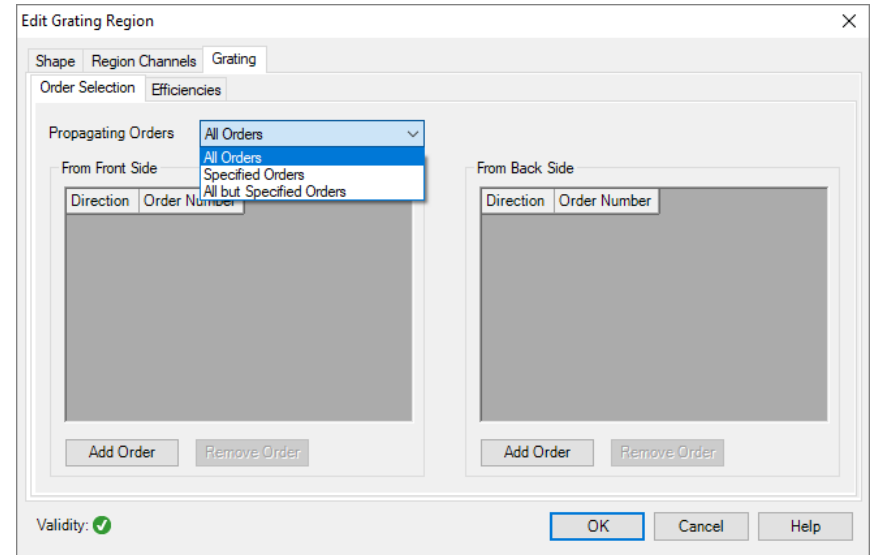 Edit Grating Region
Shape Region Channels Grating
Order Selection Efficiencies
Propagating Orders All Orders
All Orders
Specified Orders
All but Specified Orders
From Front Side
Direction Order Number
From Back Side
Direction Order Number
Add Order Remove Order
Add Order Remove Order
Validity:
OK Cancel Help